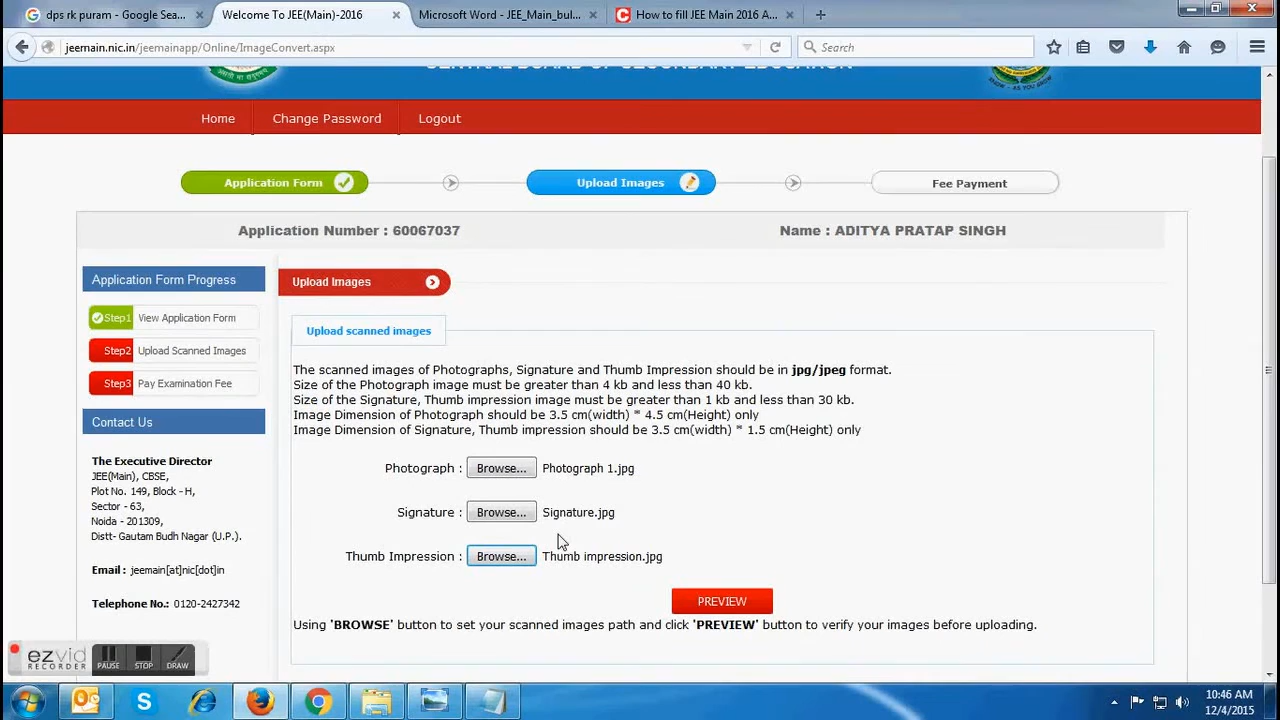 dps rk puram - Google Sea...
Welcome To JEE(Main)-2016
Microsoft Word - JEE_Main_bul...
How to fill JEE Main 2016 A...
jeemain.nic.in/jeemainapp/Online/ImageConvert.aspx
Search
CENTRAL BOARD OF SECONDARY EDUCATION
Home
Change Password
Logout
Application Form
Upload Images
Fee Payment
Application Number : 60067037
Name : ADITYA PRATAP SINGH
Application Form Progress
Step1 View Application Form
Step2 Upload Scanned Images
Step3 Pay Examination Fee
Contact Us
The Executive Director
JEE(Main), CBSE,
Plot No. 149, Block - H,
Sector - 63,
Noida - 201309,
Distt- Gautam Budh Nagar (U.P.).
Email : jeemain[at]nic[dot]in
Telephone No.: 0120-2427342
Upload Images
Upload scanned images
The scanned images of Photographs, Signature and Thumb Impression should be in jpg/jpeg format.
Size of the Photograph image must be greater than 4 kb and less than 40 kb.
Size of the Signature, Thumb impression image must be greater than 1 kb and less than 30 kb.
Image Dimension of Photograph should be 3.5 cm(width) * 4.5 cm(Height) only
Image Dimension of Signature, Thumb impression should be 3.5 cm(width) * 1.5 cm(Height) only
Photograph : Browse... Photograph 1.jpg
Signature : Browse... Signature.jpg
Thumb Impression : Browse... Thumb impression.jpg
PREVIEW
Using 'BROWSE' button to set your scanned images path and click 'PREVIEW' button to verify your images before uploading.
ezvid
RECORDER
PAUSE
STOP
DRAW
10:46 AM
12/4/2015